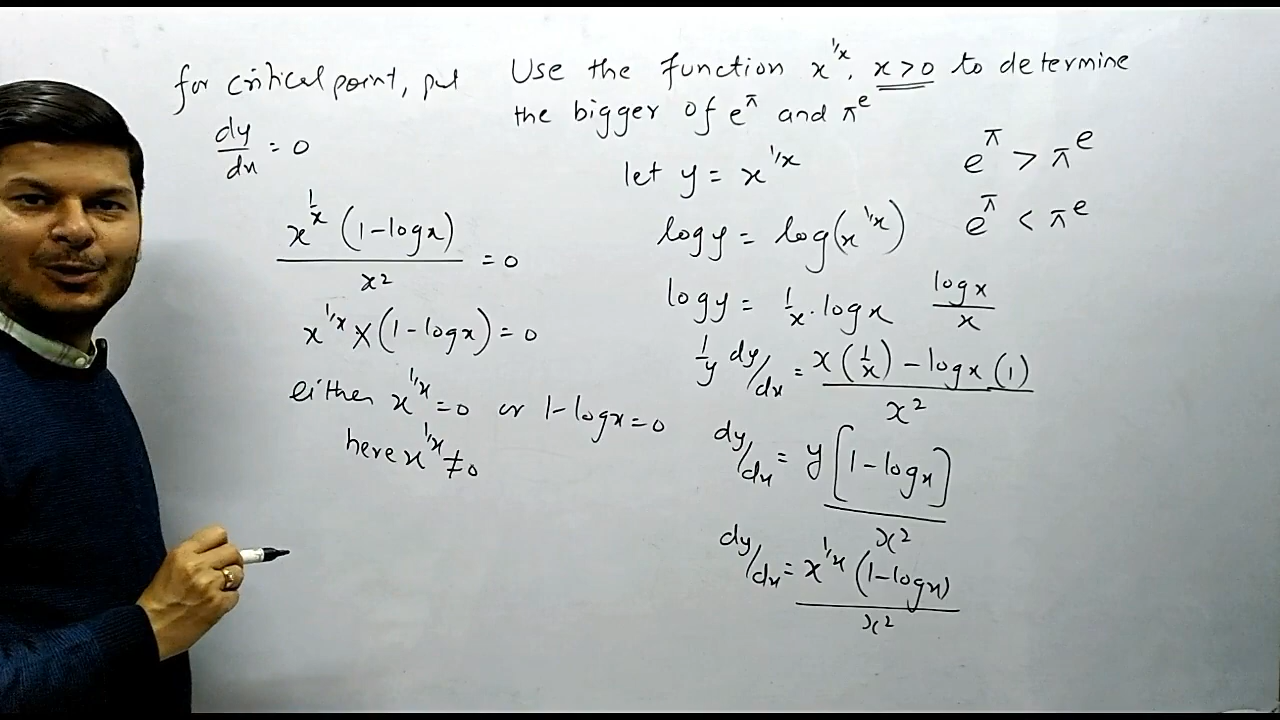 Use the function x^1/x, x>0 to determine
the bigger of e^π and π^e
let y = x^1/x
log y = log(x^1/x)
log y = 1/x . log x
log x / x
1/y dy/dx = x(1/x) - log x (1) / x²
dy/dx = y[1 - log x] / x²
dy/dx = x^1/x (1 - log x) / x²
e^π > π^e
e^π < π^e
for critical point, put
dy/dx = 0
x^1/x (1 - log x) / x² = 0
x^1/x × (1 - log x) = 0
either x^1/x = 0 or 1 - log x = 0
here x^1/x ≠ 0